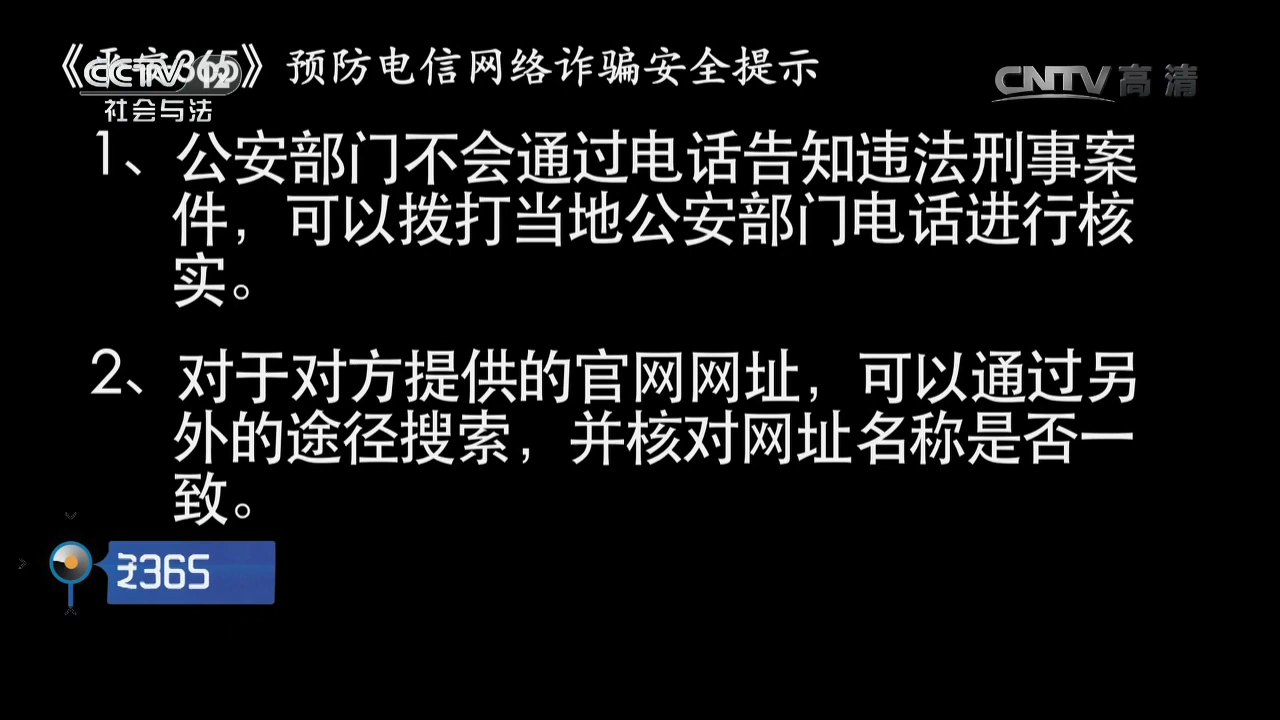 《平安365》预防电信网络诈骗安全提示
CCTV 12
社会与法
CNTV高清
1、公安部门不会通过电话告知违法刑事案
件，可以拨打当地公安部门电话进行核
实。
2、对于对方提供的官网网址，可以通过另
外的途径搜索，并核对网址名称是否一
致。
365